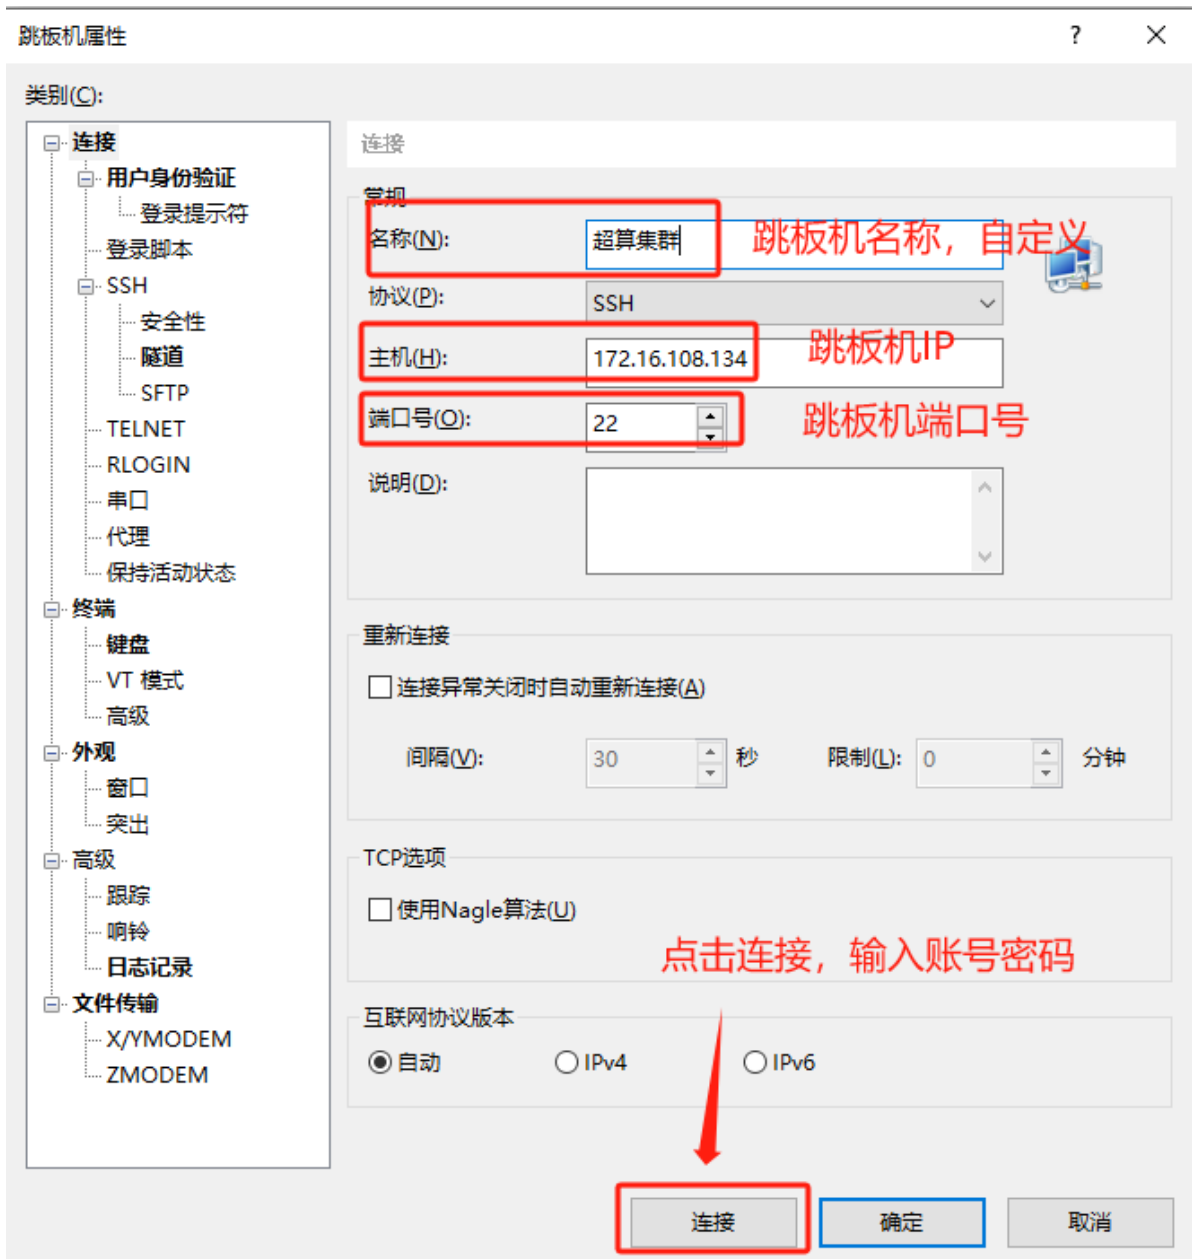 跳板机属性
?
类别(C):
连接
用户身份验证
登录提示符
登录脚本
SSH
安全性
隧道
SFTP
TELNET
RLOGIN
串口
代理
保持活动状态
终端
键盘
VT 模式
高级
外观
窗口
突出
高级
跟踪
响铃
日志记录
文件传输
X/YMODEM
ZMODEM
连接
常规
名称(N): 超算集群 跳板机名称，自定义
协议(P): SSH
主机(H): 172.16.108.134 跳板机IP
端口号(O): 22 跳板机端口号
说明(D):
重新连接
连接异常关闭时自动重新连接(A)
间隔(V): 30 秒 限制(L): 0 分钟
TCP选项
使用Nagle算法(U)
点击连接，输入账号密码
互联网协议版本
自动 IPv4 IPv6
连接 确定 取消